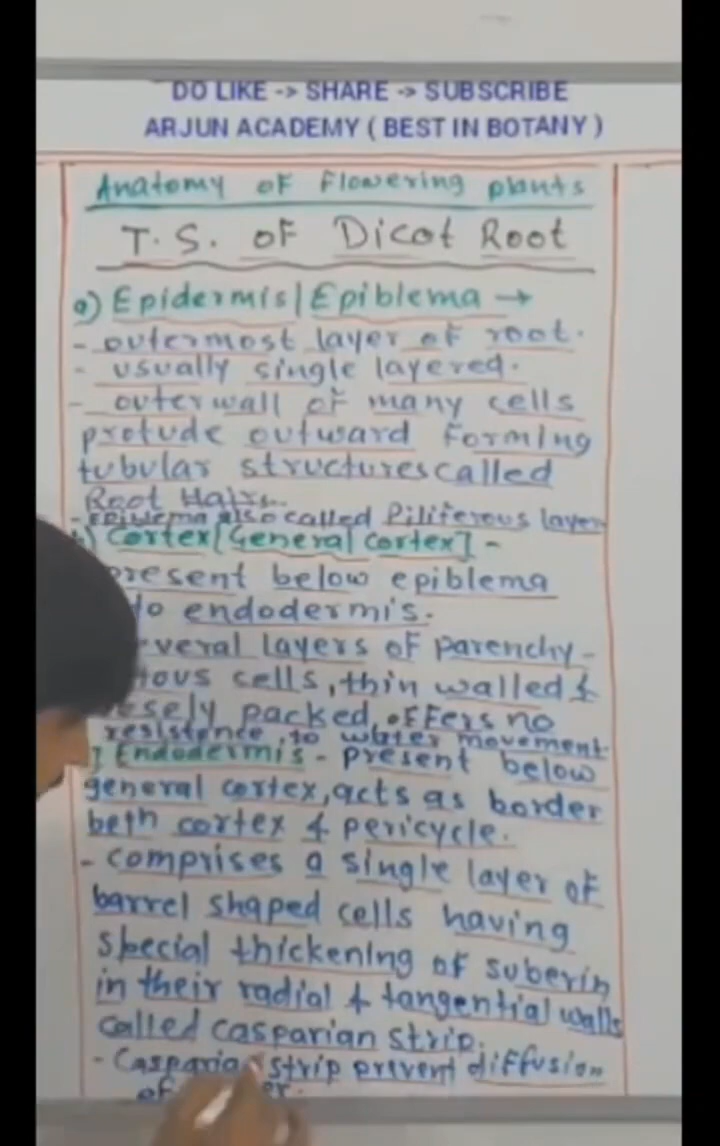 DO LIKE -> SHARE -> SUBSCRIBE
ARJUN ACADEMY ( BEST IN BOTANY )
Anatomy of Flowering plants
T.S. of Dicot Root
a) Epidermis/Epiblema →
- outermost layer of root.
- usually single layered.
- outer wall of many cells
protude outward forming
tubular structures called
Root Hairs.
- Epiblema also called Piliferous layer
) Cortex [General cortex] -
present below epiblema
to endodermis.
layers of parenchy-
cells, thin walled &
packed, offers no
resistence to water movement.
] Endodermis - present below
general cortex, acts as border
betn cortex & pericycle.
- comprises a single layer of
barrel shaped cells having
special thickening of suberin
in their radial & tangential walls
called casparian strip.
- Casparian strip prevent diffusion
of